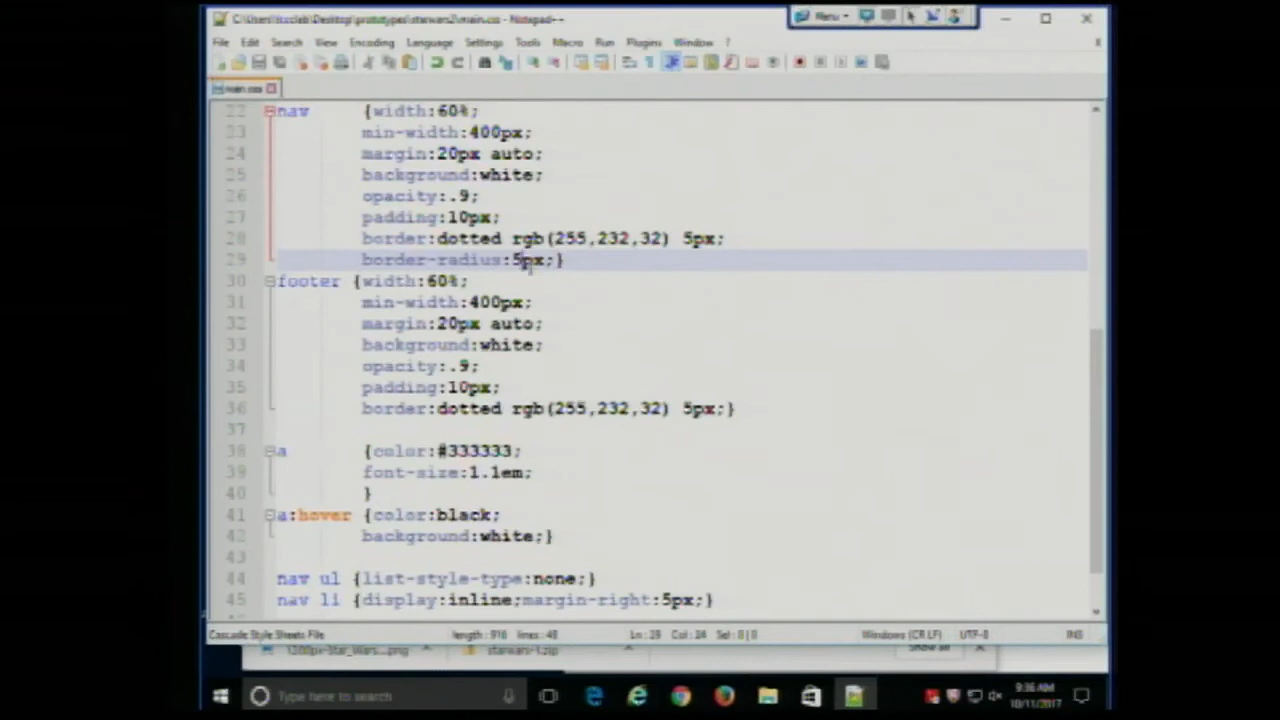 C:\Users\itsclab\Desktop\prototypes\starwars2\main.css - Notepad++
Menu
File Edit Search View Encoding Language Settings Tools Macro Run Plugins Window ?
main.css
22 nav {width:60%;
23 min-width:400px;
24 margin:20px auto;
25 background:white;
26 opacity:.9;
27 padding:10px;
28 border:dotted rgb(255,232,32) 5px;
29 border-radius:5px;}
30 footer {width:60%;
31 min-width:400px;
32 margin:20px auto;
33 background:white;
34 opacity:.9;
35 padding:10px;
36 border:dotted rgb(255,232,32) 5px;}
37
38 a {color:#333333;
39 font-size:1.1em;
40 }
41 a:hover {color:black;
42 background:white;}
43
44 nav ul {list-style-type:none;}
45 nav li {display:inline;margin-right:5px;}
Cascade Style Sheets File length : 916 lines : 48 Ln : 29 Col : 24 Sel : 0 | 0 Windows (CR LF) UTF-8 INS
1200px-Star_Wars....png starwars-1.zip Show all
Type here to search
9:36 AM
10/11/2017